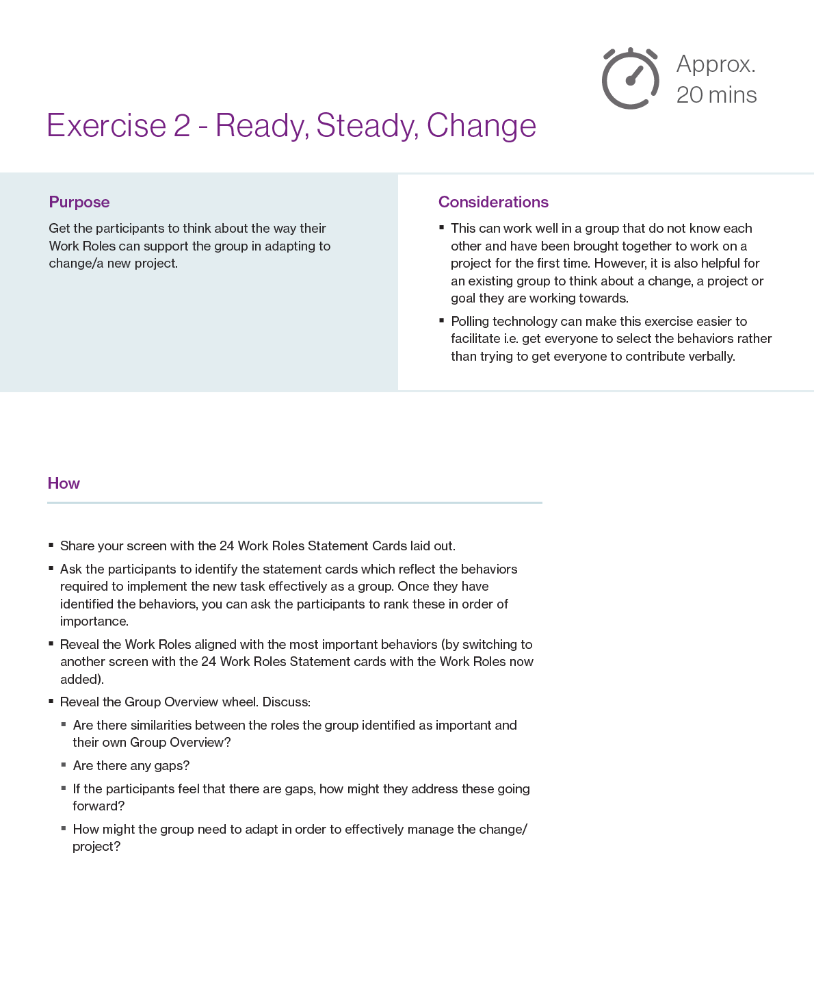 Approx.
20 mins
Exercise 2 - Ready, Steady, Change
Purpose
Get the participants to think about the way their
Work Roles can support the group in adapting to
change/a new project.
Considerations
▪ This can work well in a group that do not know each
other and have been brought together to work on a
project for the first time. However, it is also helpful for
an existing group to think about a change, a project or
goal they are working towards.
▪ Polling technology can make this exercise easier to
facilitate i.e. get everyone to select the behaviors rather
than trying to get everyone to contribute verbally.
How
▪ Share your screen with the 24 Work Roles Statement Cards laid out.
▪ Ask the participants to identify the statement cards which reflect the behaviors
required to implement the new task effectively as a group. Once they have
identified the behaviors, you can ask the participants to rank these in order of
importance.
▪ Reveal the Work Roles aligned with the most important behaviors (by switching to
another screen with the 24 Work Roles Statement cards with the Work Roles now
added).
▪ Reveal the Group Overview wheel. Discuss:
▪ Are there similarities between the roles the group identified as important and
their own Group Overview?
▪ Are there any gaps?
▪ If the participants feel that there are gaps, how might they address these going
forward?
▪ How might the group need to adapt in order to effectively manage the change/
project?